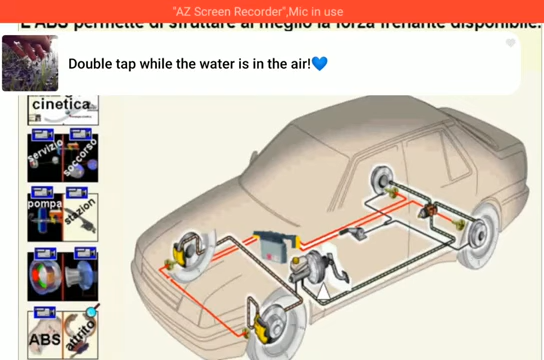 "AZ Screen Recorder",Mic in use
L'ABS permette di sfruttare al meglio la forza frenante disponibile.
Double tap while the water is in the air!💙
cinetica
servizio
soccorso
pompa
stazion
ABS
attrito